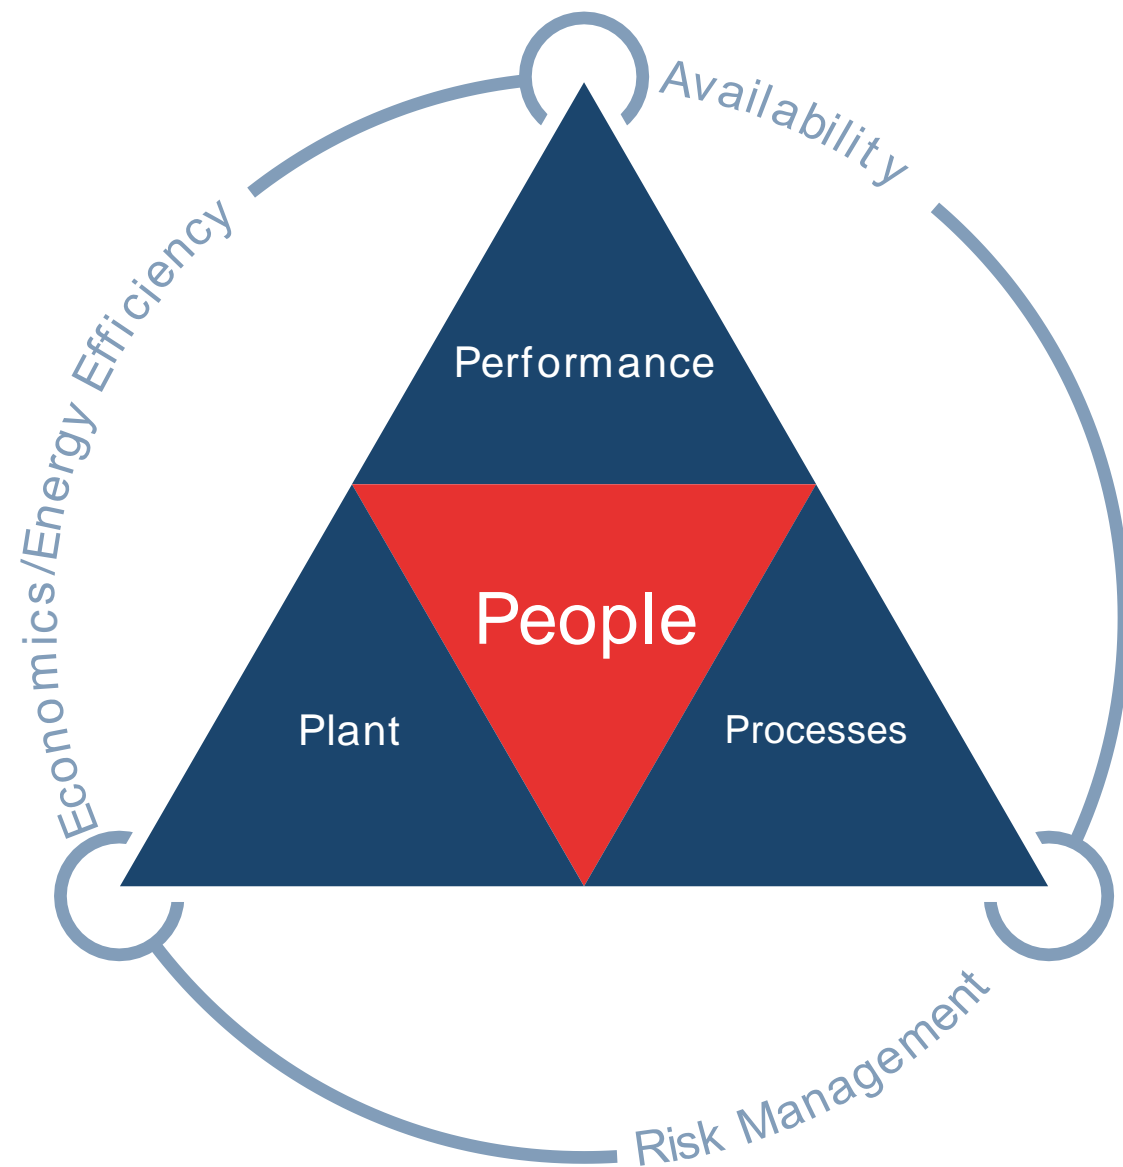 Availability
Economics/Energy Efficiency
Performance
People
Plant
Processes
Risk Management